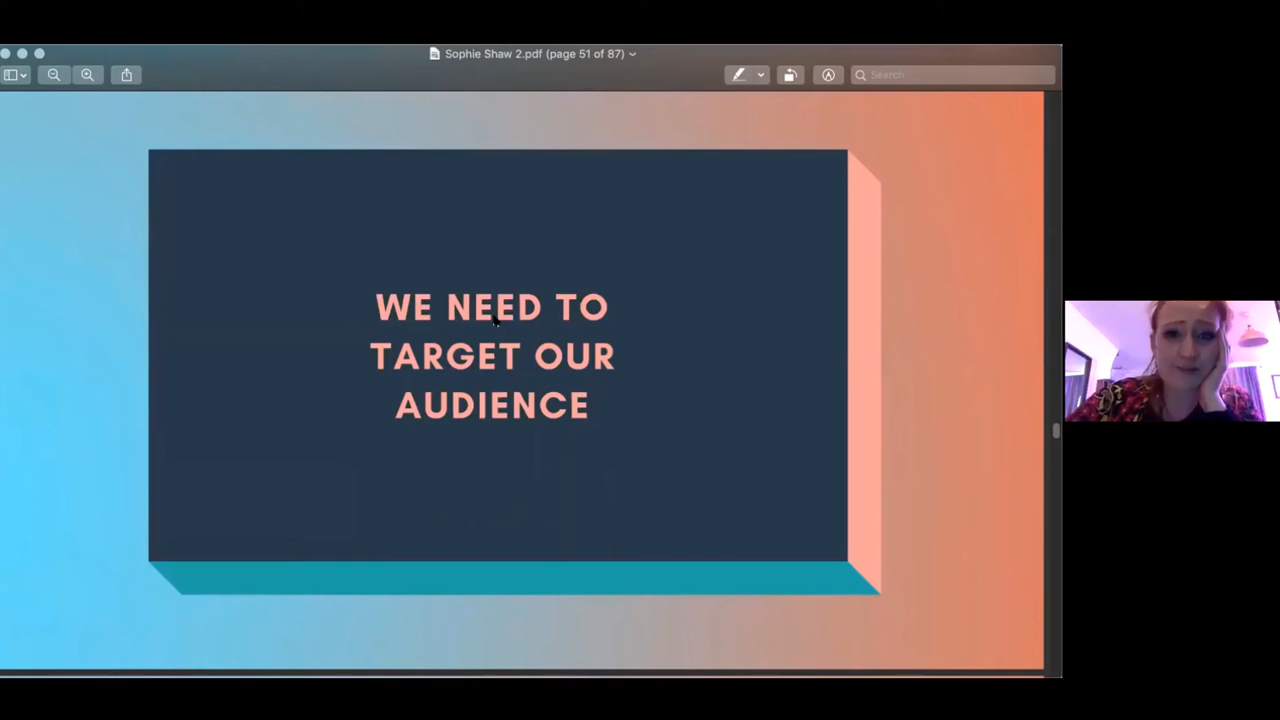 Sophie Shaw 2.pdf (page 51 of 87)
Search
WE NEED TO
TARGET OUR
AUDIENCE